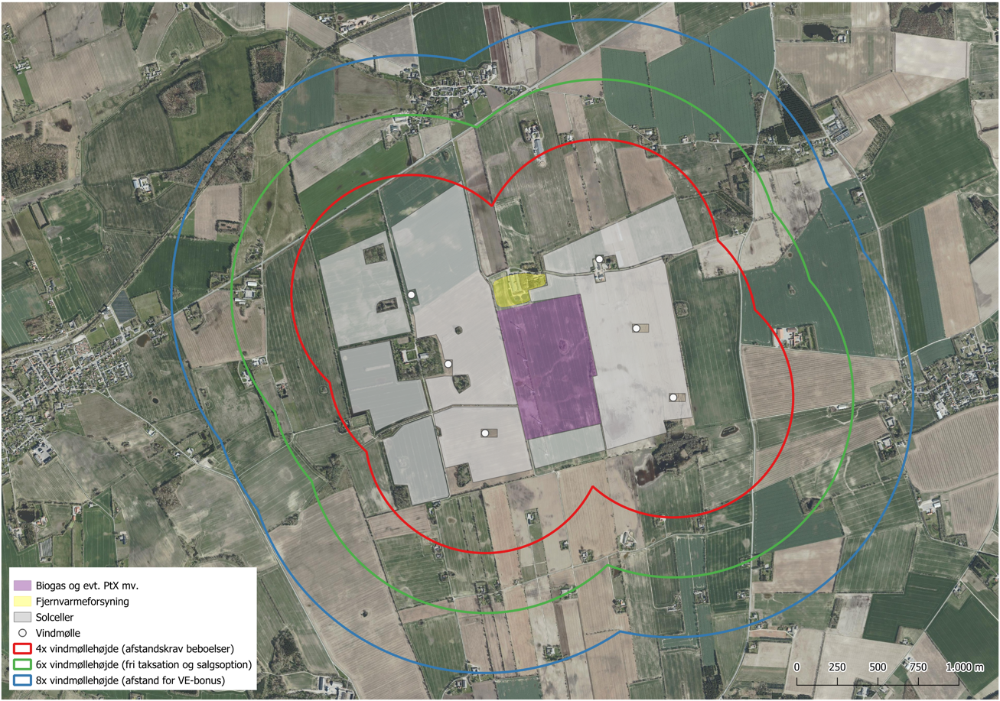 Biogas og evt. PtX mv.
Fjernvarmeforsyning
Solceller
Vindmølle
4x vindmøllehøjde (afstandskrav beboelser)
6x vindmøllehøjde (fri taksation og salgsoption)
8x vindmøllehøjde (afstand for VE-bonus)
0 250 500 750 1.000 m